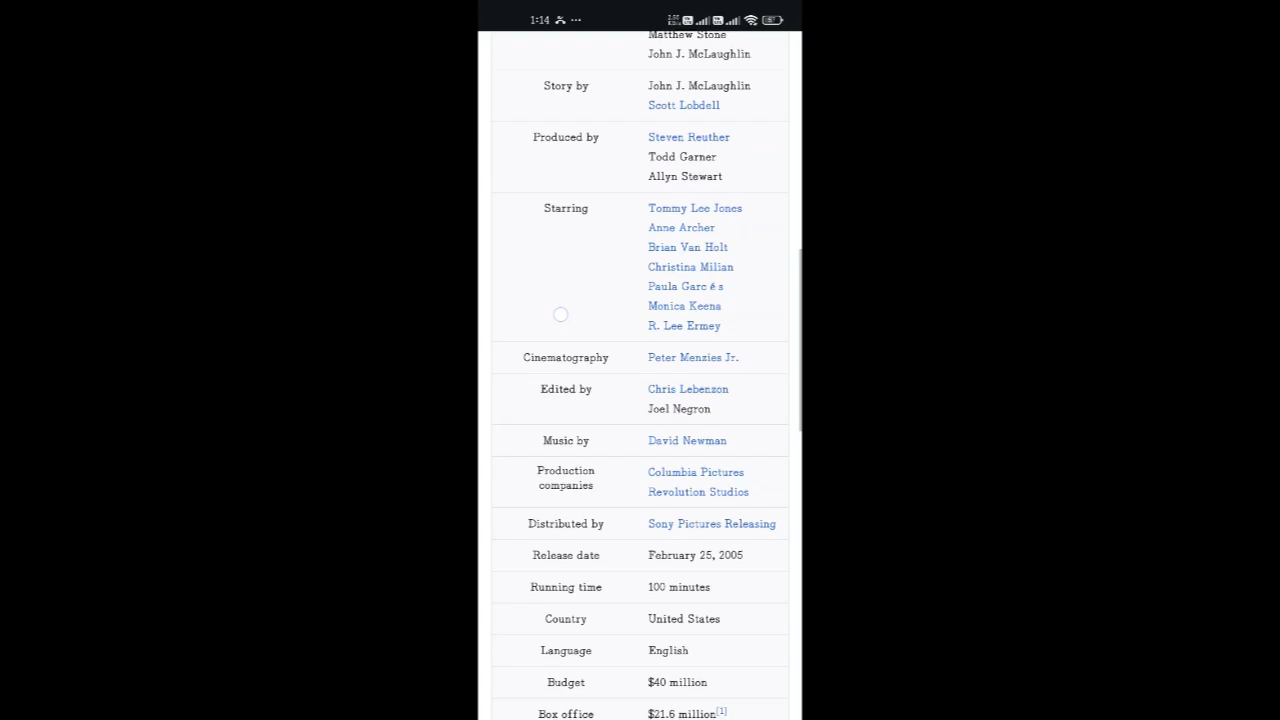 1:14
Matthew Stone
John J. McLaughlin
Story by
John J. McLaughlin
Scott Lobdell
Produced by
Steven Reuther
Todd Garner
Allyn Stewart
Starring
Tommy Lee Jones
Anne Archer
Brian Van Holt
Christina Milian
Paula Garcés
Monica Keena
R. Lee Ermey
Cinematography
Peter Menzies Jr.
Edited by
Chris Lebenzon
Joel Negron
Music by
David Newman
Production
companies
Columbia Pictures
Revolution Studios
Distributed by
Sony Pictures Releasing
Release date
February 25, 2005
Running time
100 minutes
Country
United States
Language
English
Budget
$40 million
Box office
$21.6 million[1]